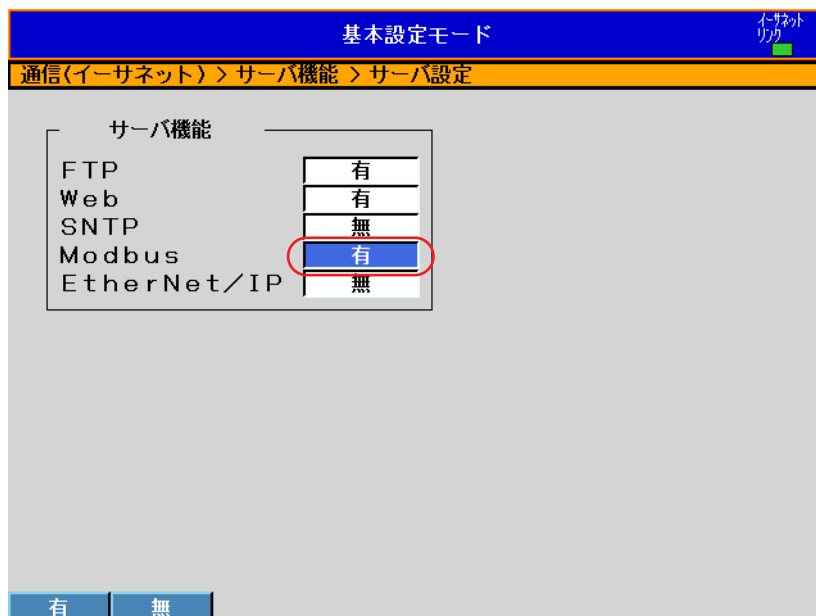 基本設定モード
ｲｰｻﾈｯﾄ
ﾘﾝｸ
通信(イーサネット) > サーバ機能 > サーバ設定
サーバ機能
ＦＴＰ 有
Ｗｅｂ 有
ＳＮＴＰ 無
Ｍｏｄｂｕｓ 有
ＥｔｈｅｒＮｅｔ／ＩＰ 無
有 無